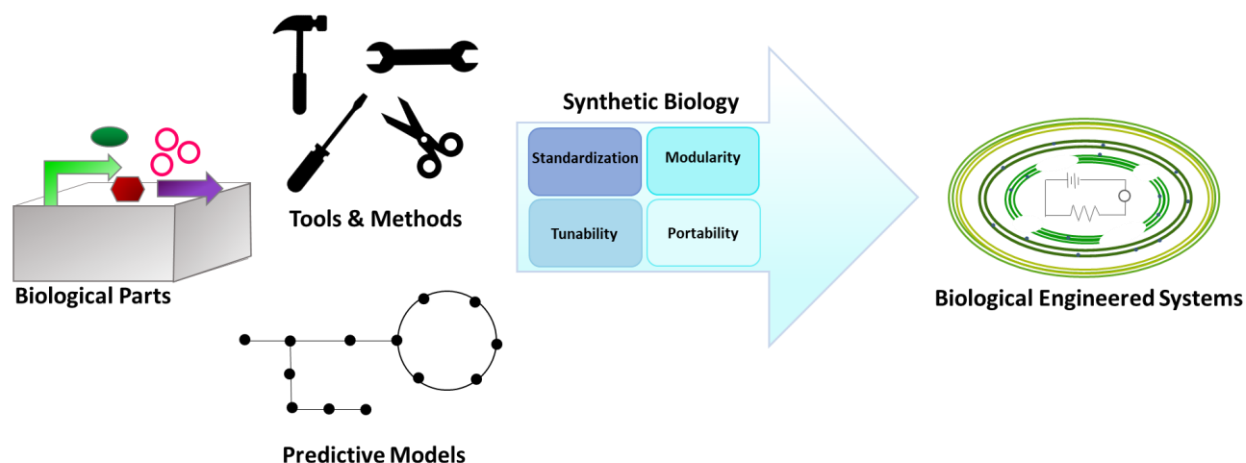 Synthetic Biology
Standardization
Modularity
Tunability
Portability
Tools & Methods
Biological Parts
Biological Engineered Systems
Predictive Models